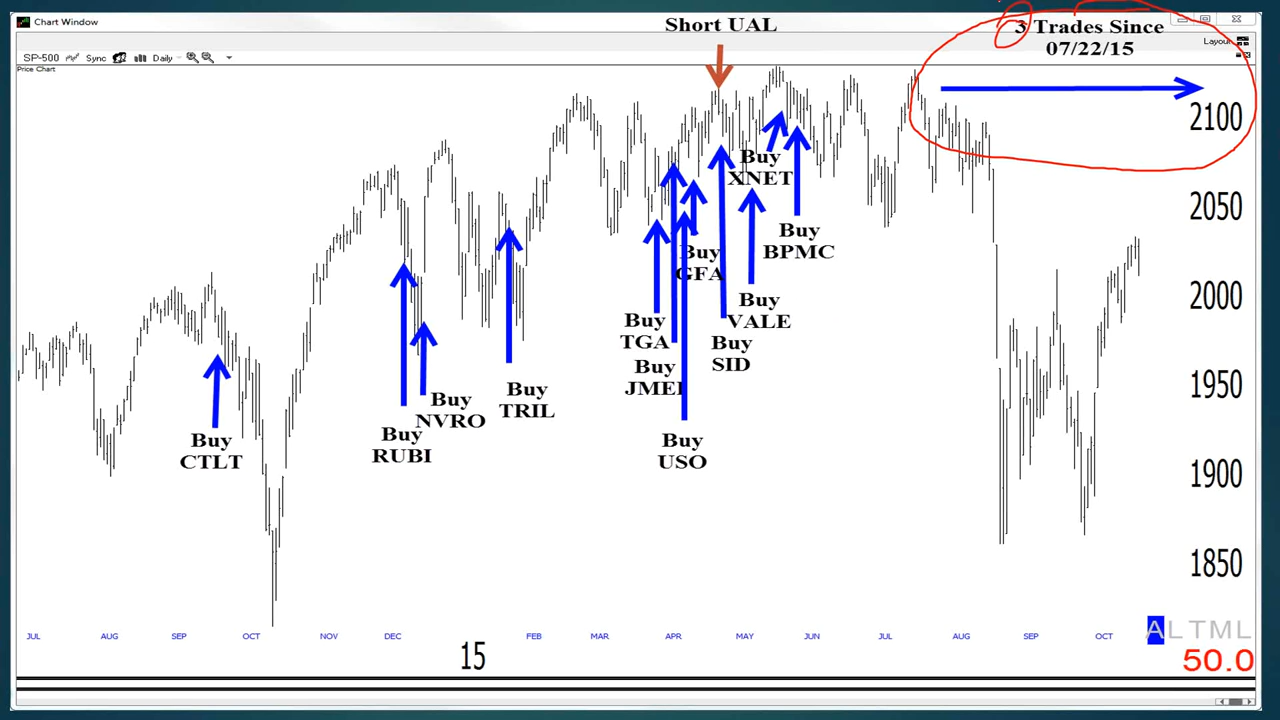 Chart Window
Short UAL
3 Trades Since
07/22/15
SP-500
Sync
Daily
Layout
Price Chart
2100
2050
2000
1950
1900
1850
Buy
XNET
Buy
BPMC
Buy
GFA
Buy
VALE
Buy
TGA
Buy
SID
Buy
JMEI
Buy
TRIL
Buy
NVRO
Buy
RUBI
Buy
CTLT
Buy
USO
JUL
AUG
SEP
OCT
NOV
DEC
FEB
MAR
APR
MAY
JUN
JUL
AUG
SEP
OCT
15
A L T M L
50.0